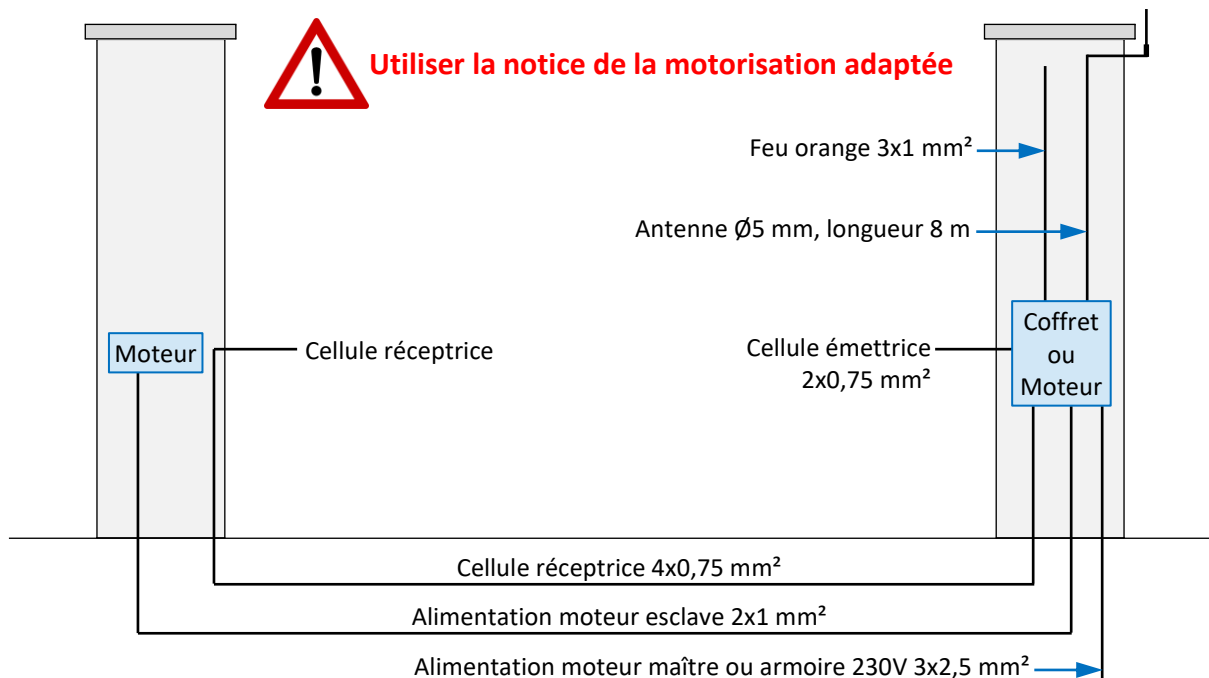 Utiliser la notice de la motorisation adaptée
Feu orange 3x1 mm²
Antenne Ø5 mm, longueur 8 m
Moteur
Cellule réceptrice
Cellule émettrice
2x0,75 mm²
Coffret
ou
Moteur
Cellule réceptrice 4x0,75 mm²
Alimentation moteur esclave 2x1 mm²
Alimentation moteur maître ou armoire 230V 3x2,5 mm²